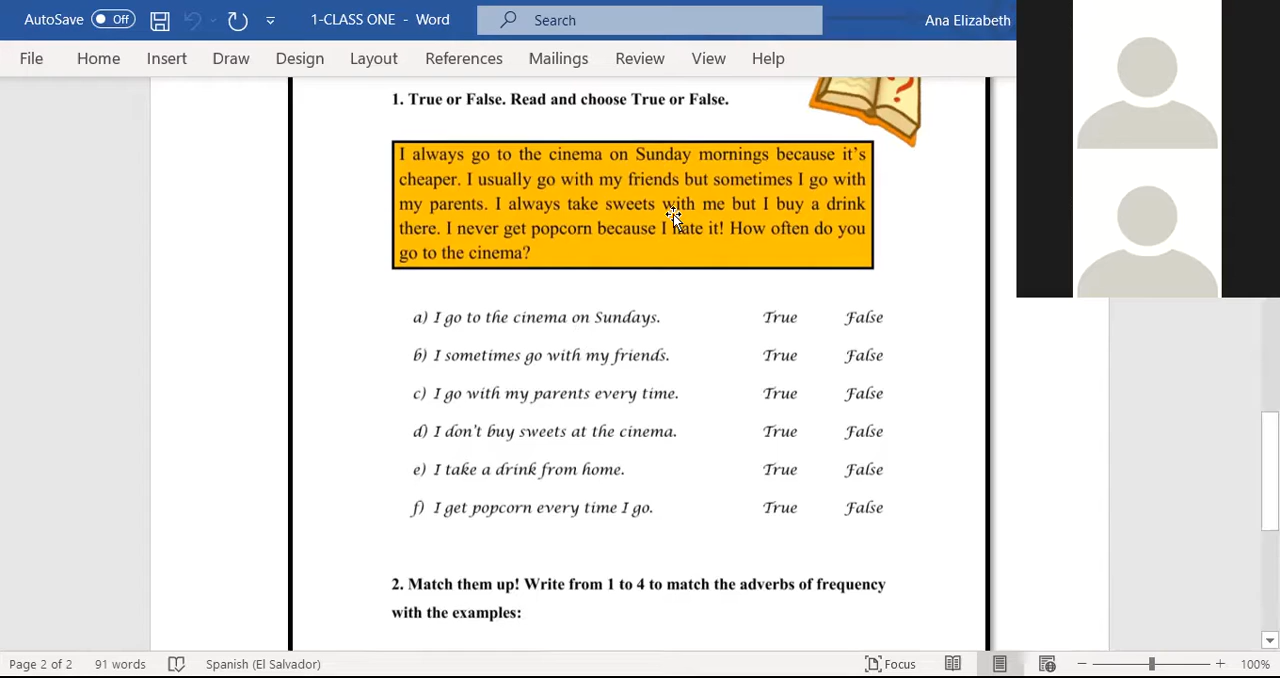 AutoSave Off 1-CLASS ONE - Word Search Ana Elizabeth
File Home Insert Draw Design Layout References Mailings Review View Help
1. True or False. Read and choose True or False.
?
I always go to the cinema on Sunday mornings because it's
cheaper. I usually go with my friends but sometimes I go with
my parents. I always take sweets with me but I buy a drink
there. I never get popcorn because I hate it! How often do you
go to the cinema?
a) I go to the cinema on Sundays. True False
b) I sometimes go with my friends. True False
c) I go with my parents every time. True False
d) I don't buy sweets at the cinema. True False
e) I take a drink from home. True False
f) I get popcorn every time I go. True False
2. Match them up! Write from 1 to 4 to match the adverbs of frequency
with the examples:
Page 2 of 2 91 words Spanish (El Salvador) Focus 100%